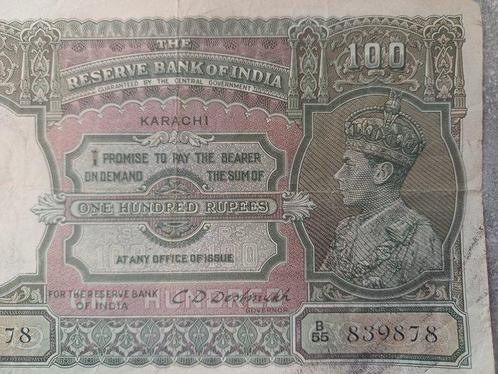 THE
RESERVE BANK OF INDIA
GUARANTEED BY THE CENTRAL GOVERNMENT
100
KARACHI
I PROMISE TO PAY THE BEARER
ON DEMAND THE SUM OF
ONE HUNDRED RUPEES
AT ANY OFFICE OF ISSUE
FOR THE RESERVE BANK
OF INDIA
C. D. Deshmukh
GOVERNOR
78
B/55 839878